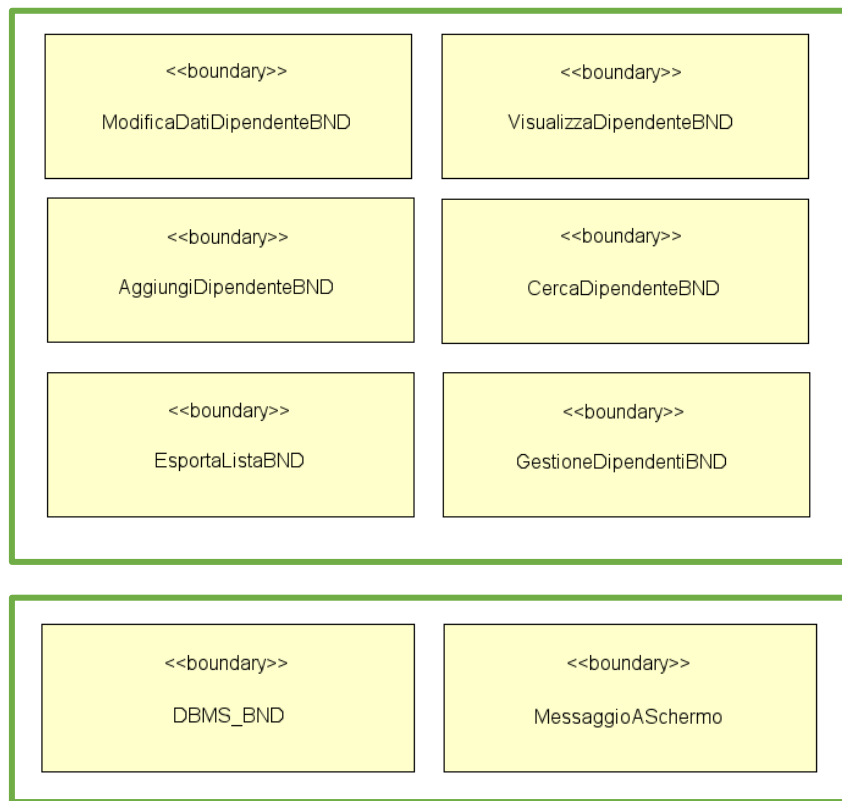 <<boundary>>
ModificaDatiDipendenteBND
<<boundary>>
VisualizzaDipendenteBND
<<boundary>>
AggiungiDipendenteBND
<<boundary>>
CercaDipendenteBND
<<boundary>>
EsportaListaBND
<<boundary>>
GestioneDipendentiBND
<<boundary>>
DBMS_BND
<<boundary>>
MessaggioASchermo